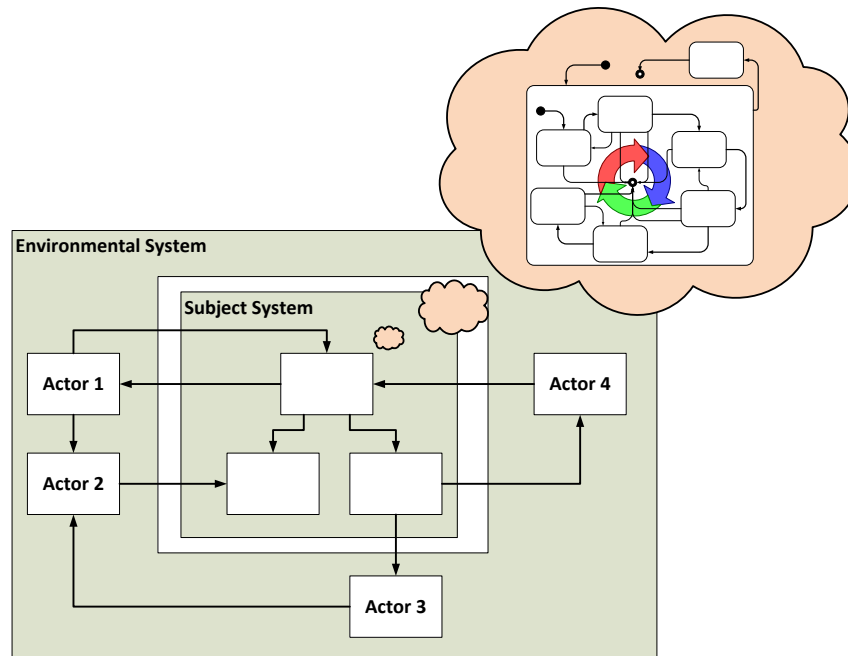 Environmental System
Subject System
Actor 1
Actor 4
Actor 2
Actor 3